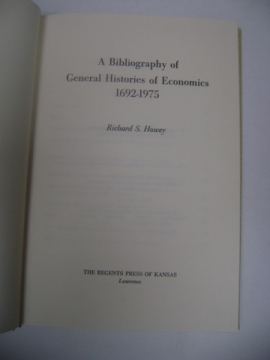 A Bibliography of
General Histories of Economics
1692-1975
Richard S. Howey
THE REGENTS PRESS OF KANSAS
Lawrence